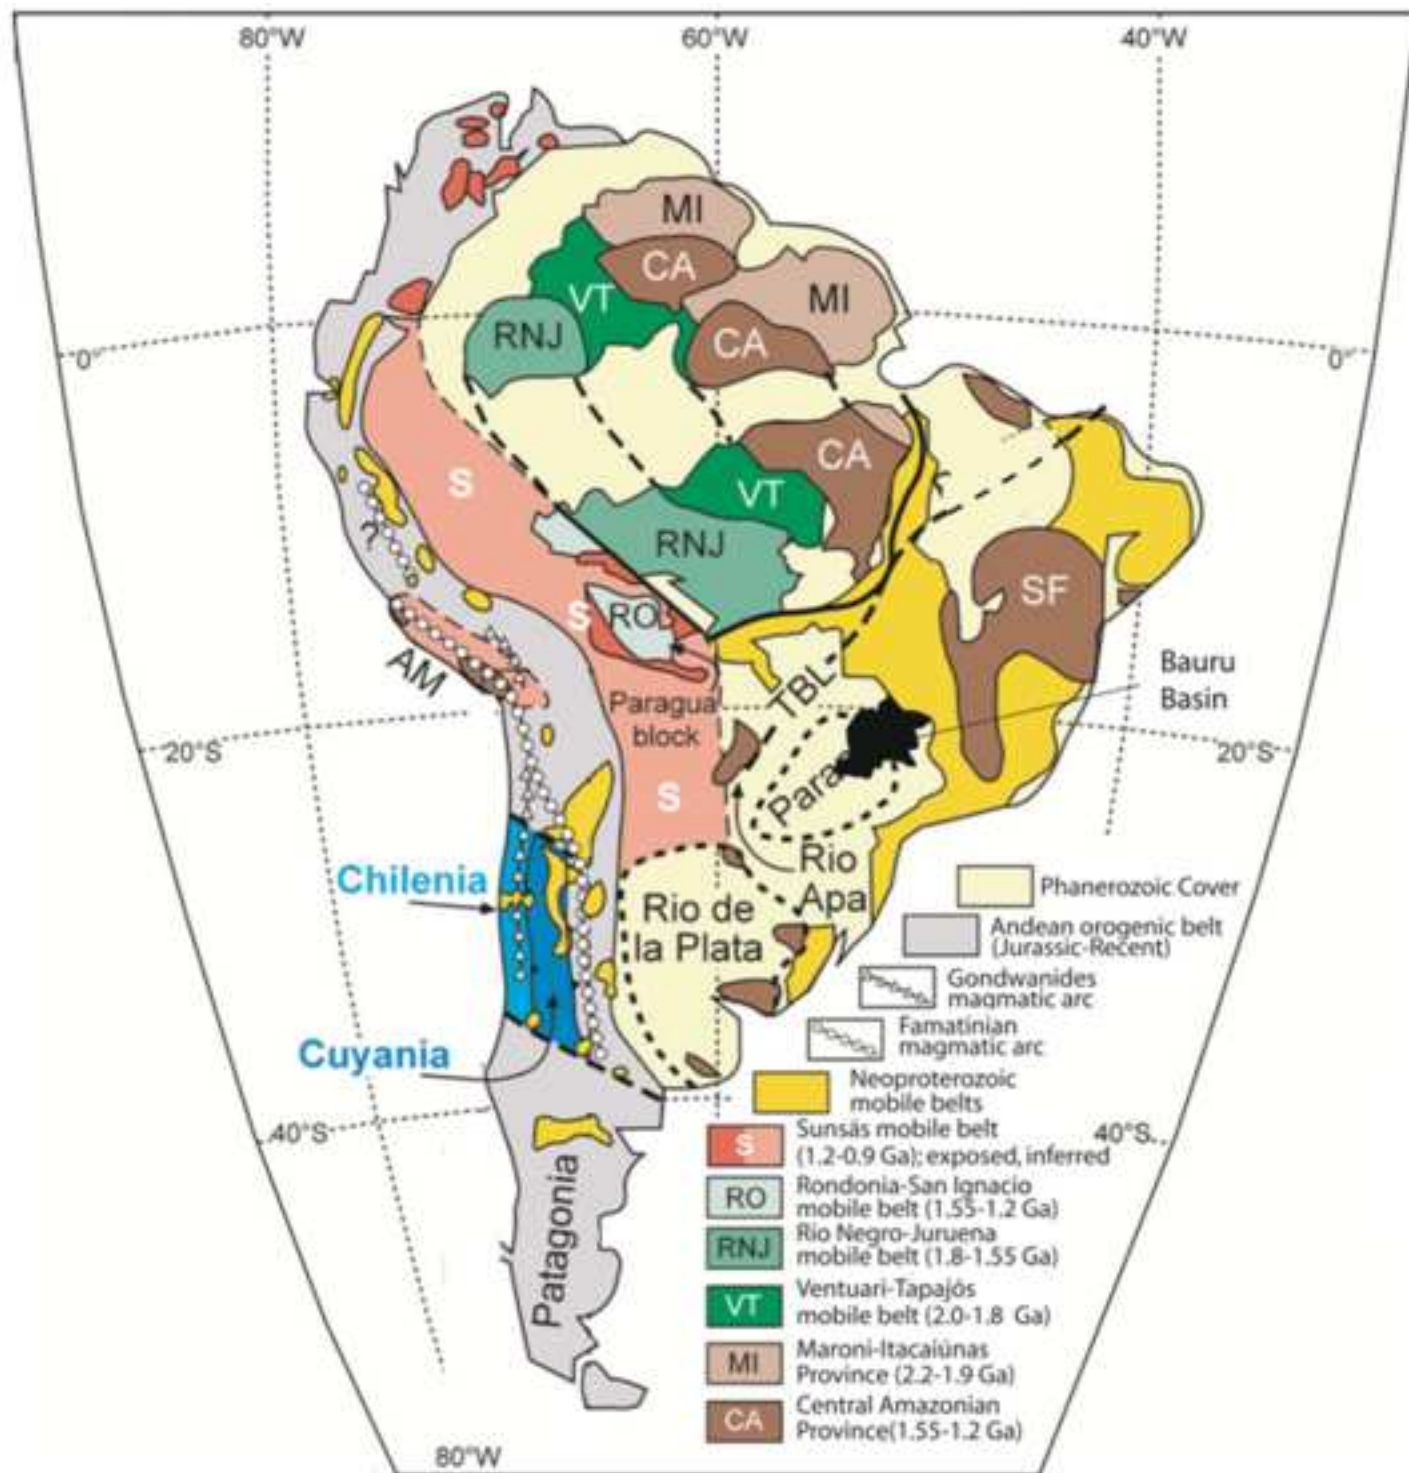 80°W
60°W
40°W
MI
CA
VT
MI
RNJ
CA
0°
0°
CA
S
VT
?
RNJ
SF
S
RO
AM
Bauru
Basin
TBL
Paragua
block
20°S
20°S
Para
S
Rio
Apa
Chilenia
Rio de
la Plata
Cuyania
40°S
40°S
Patagonia
80°W
Phanerozoic Cover
Andean orogenic belt
(Jurassic-Recent)
Gondwanides
magmatic arc
Famatinian
magmatic arc
Neoproterozoic
mobile belts
S
Sunsás mobile belt
(1.2-0.9 Ga); exposed, inferred
RO
Rondonia-San Ignacio
mobile belt (1.55-1.2 Ga)
RNJ
Rio Negro-Juruena
mobile belt (1.8-1.55 Ga)
VT
Ventuari-Tapajós
mobile belt (2.0-1.8 Ga)
MI
Maroni-Itacaiúnas
Province (2.2-1.9 Ga)
CA
Central Amazonian
Province(1.55-1.2 Ga)